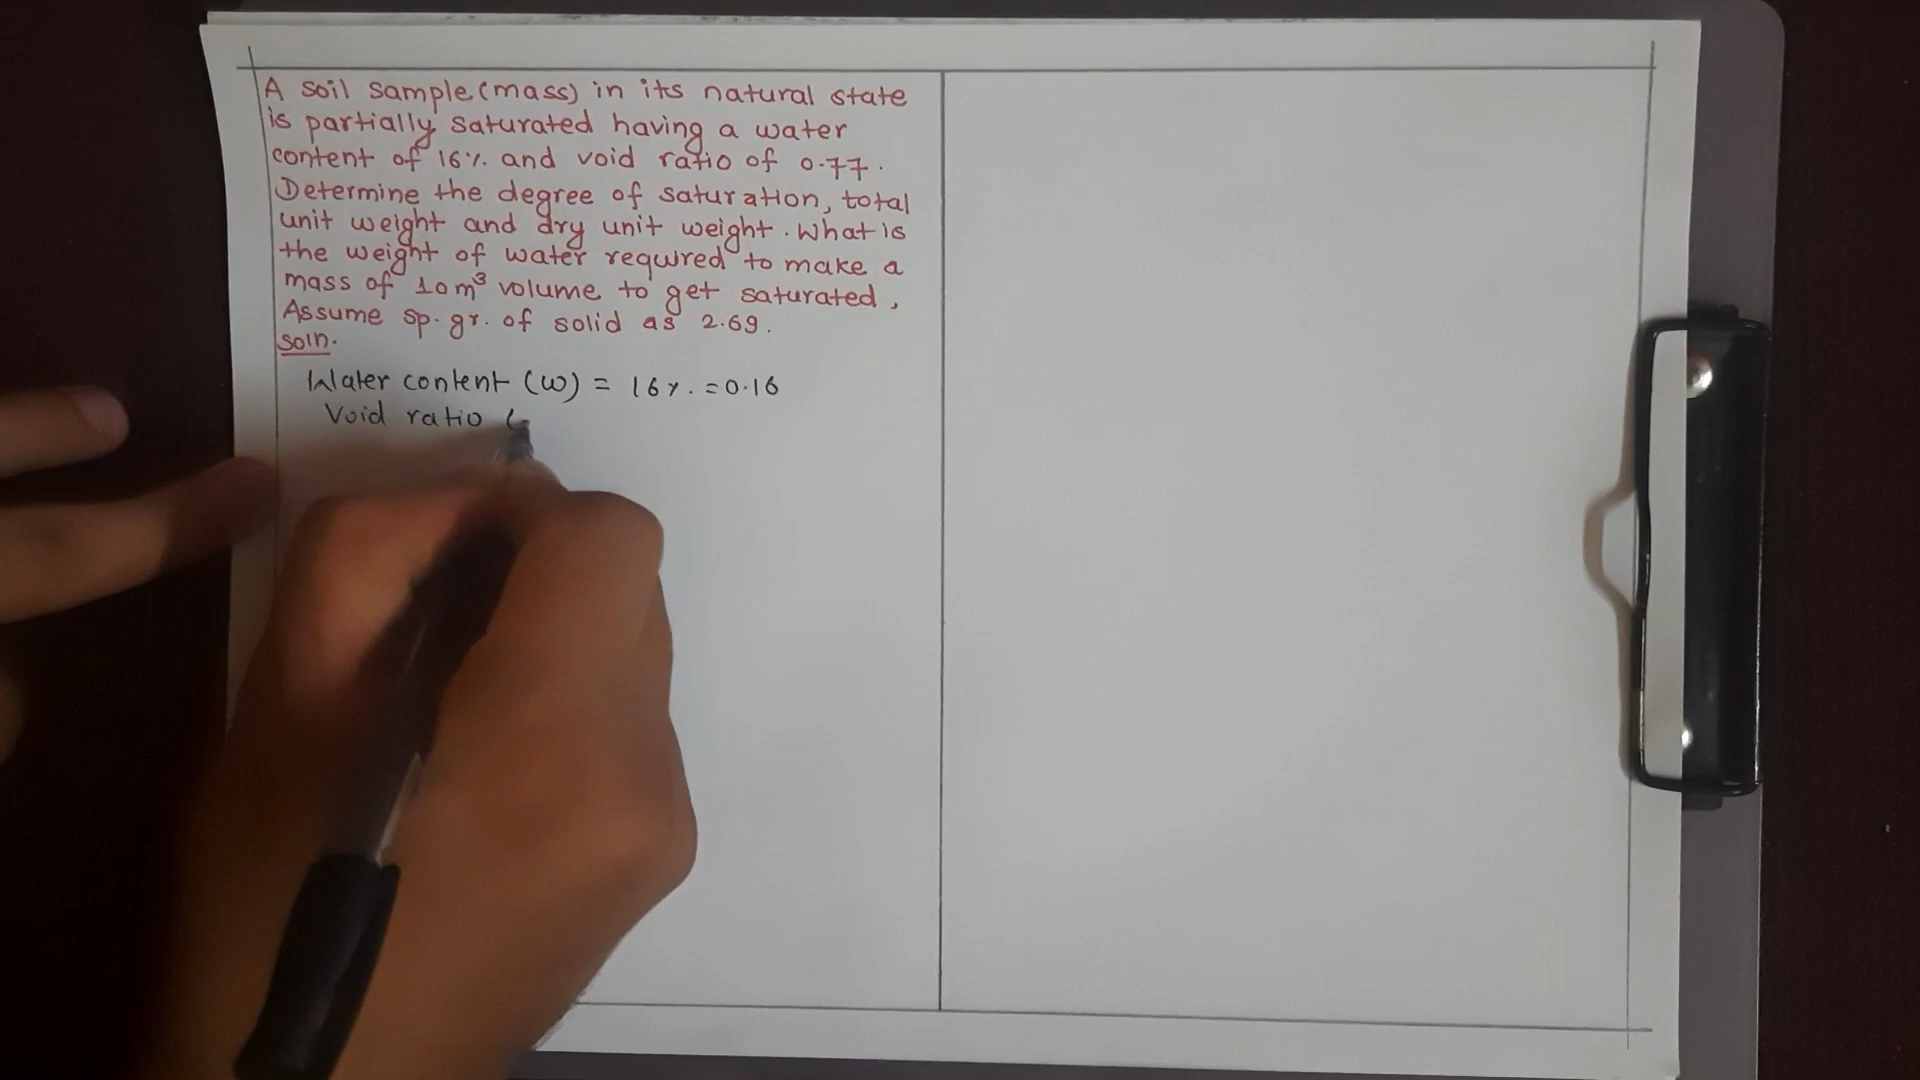 A soil sample (mass) in its natural state
is partially saturated having a water
content of 16%. and void ratio of 0.77.
Determine the degree of saturation, total
unit weight and dry unit weight. What is
the weight of water required to make a
mass of 10m³ volume to get saturated,
Assume sp. gr. of solid as 2.69.
Soln.
Water content (ω) = 16%. = 0.16
Void ratio (